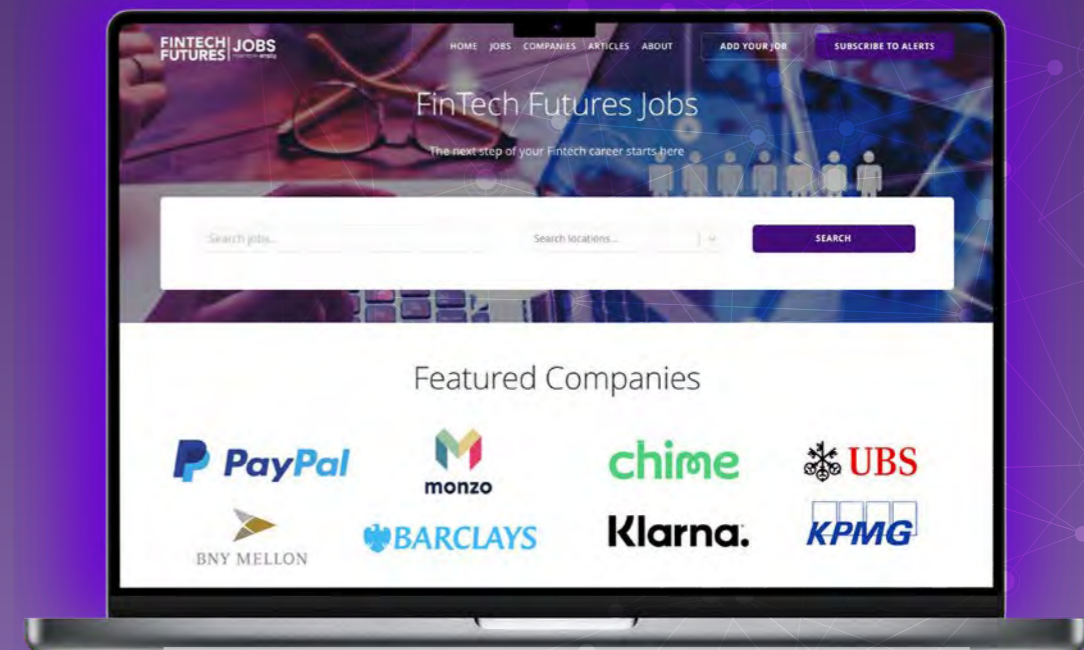 FINTECH JOBS
FUTURES
HOME JOBS COMPANIES ARTICLES ABOUT ADD YOUR JOB SUBSCRIBE TO ALERTS
FinTech Futures Jobs
The next step of your Fintech career starts here
Search jobs... Search locations... SEARCH
Featured Companies
PayPal monzo chime UBS
BNY MELLON BARCLAYS Klarna. KPMG